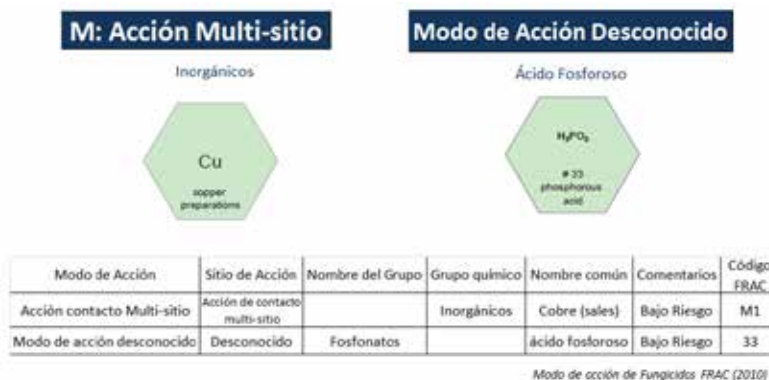 M: Acción Multi-sitio
Modo de Acción Desconocido
Inorgánicos
Ácido Fosforoso
Cu
copper
preparations
H₃PO₃
# 33
phosphorous
acid
Modo de Acción Sitio de Acción Nombre del Grupo Grupo químico Nombre común Comentarios Código FRAC
Acción contacto Multi-sitio Acción de contacto multi-sitio Inorgánicos Cobre (sales) Bajo Riesgo M1
Modo de acción desconocido Desconocido Fosfonatos ácido fosforoso Bajo Riesgo 33
Modo de acción de Fungicidas FRAC (2010)